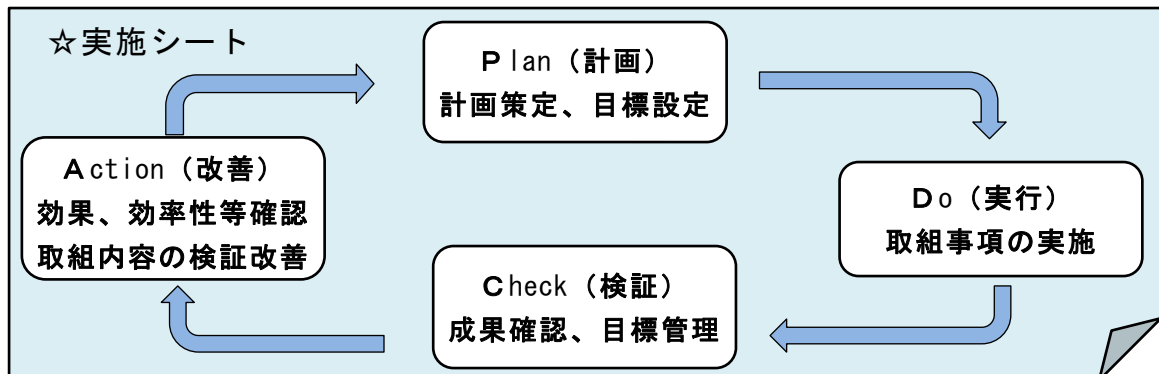 ☆実施シート
Plan（計画）
計画策定、目標設定
Do（実行）
取組事項の実施
Check（検証）
成果確認、目標管理
Action（改善）
効果、効率性等確認
取組内容の検証改善